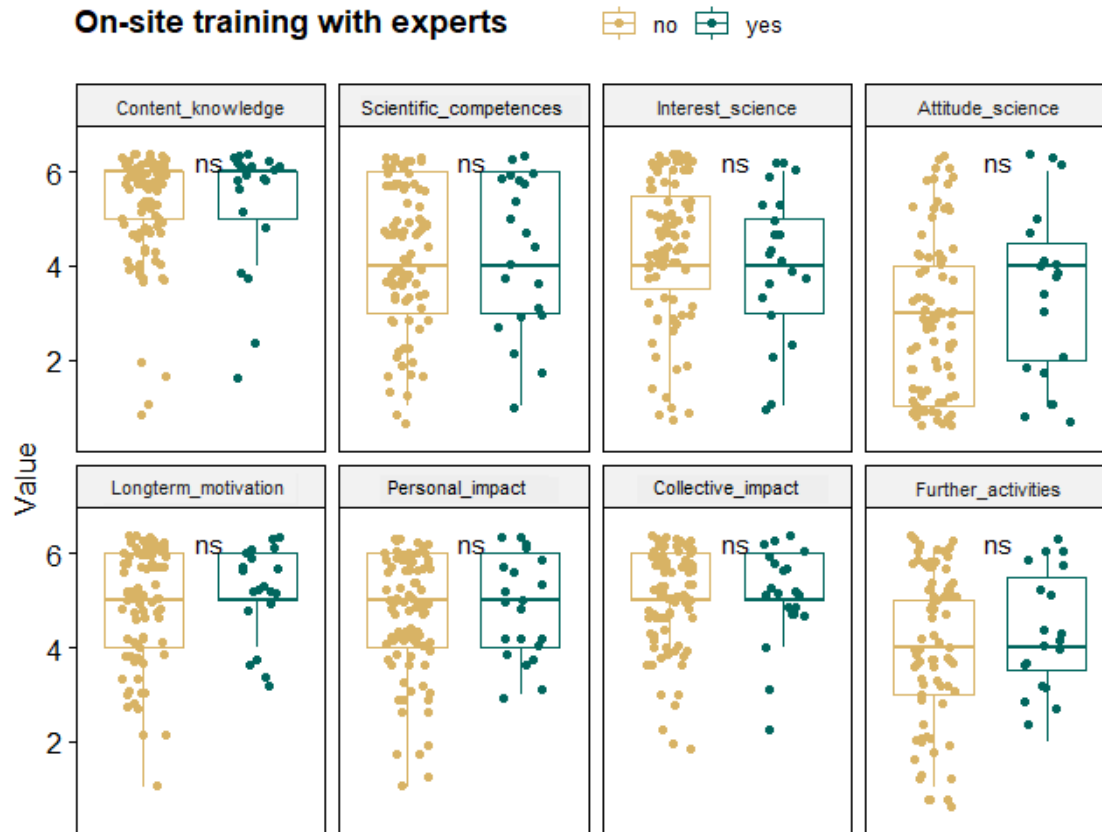 On-site training with experts no yes
Content_knowledge Scientific_competences Interest_science Attitude_science
ns ns ns ns
6
4
2
Value
Longterm_motivation Personal_impact Collective_impact Further_activities
ns ns ns ns
6
4
2